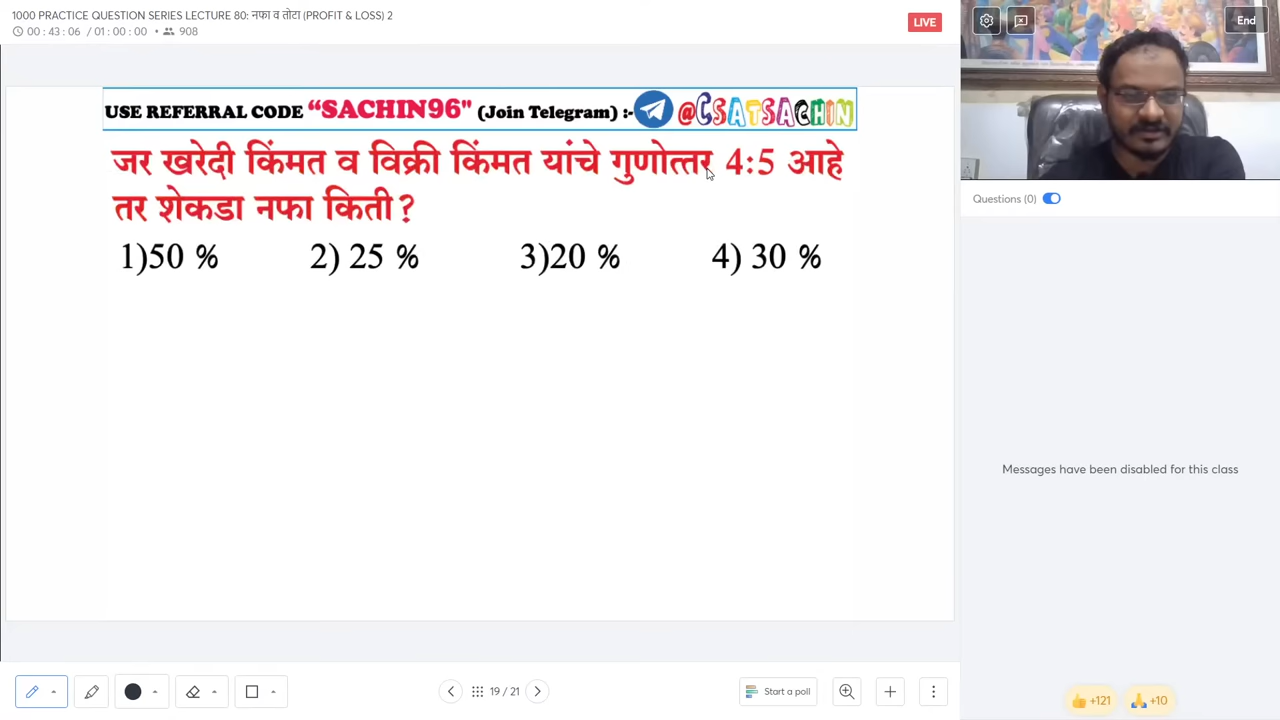 1000 PRACTICE QUESTION SERIES LECTURE 80: नफा व तोटा (PROFIT & LOSS) 2
00 : 43 : 06 / 01 : 00 : 00 • 908
LIVE
End
USE REFERRAL CODE “SACHIN96" (Join Telegram) :- @CSATSACHIN
जर खरेदी किंमत व विक्री किंमत यांचे गुणोत्तर 4:5 आहे
तर शेकडा नफा किती?
1)50 % 2) 25 % 3)20 % 4) 30 %
Questions (0)
Messages have been disabled for this class
19 / 21
Start a poll
+121 +10